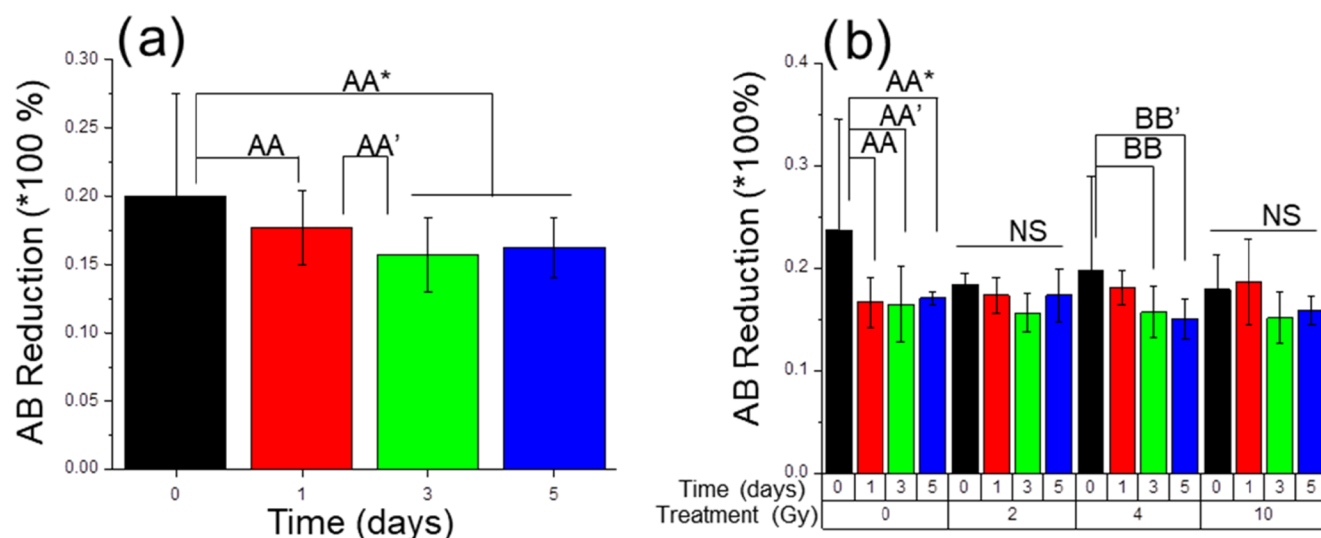 (a)
AB Reduction (*100 %)
0.30
0.25
0.20
0.15
0.10
0.05
0.00
AA*
AA
AA’
0 1 3 5
Time (days)
(b)
AB Reduction (*100%)
0.4
0.3
0.2
0.1
0.0
AA*
AA’
AA
NS
BB’
BB
NS
Time (days) 0 1 3 5 0 1 3 5 0 1 3 5 0 1 3 5
Treatment (Gy) 0 2 4 10